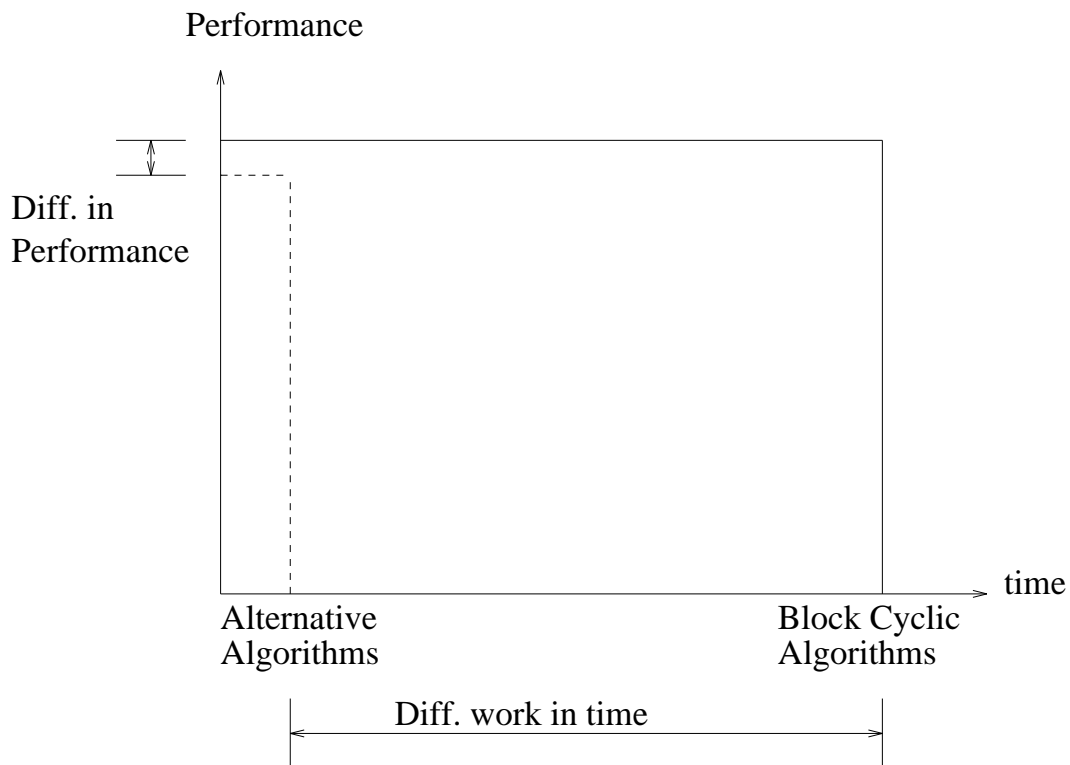 Performance
Diff. in
Performance
time
Alternative
Algorithms
Block Cyclic
Algorithms
Diff. work in time